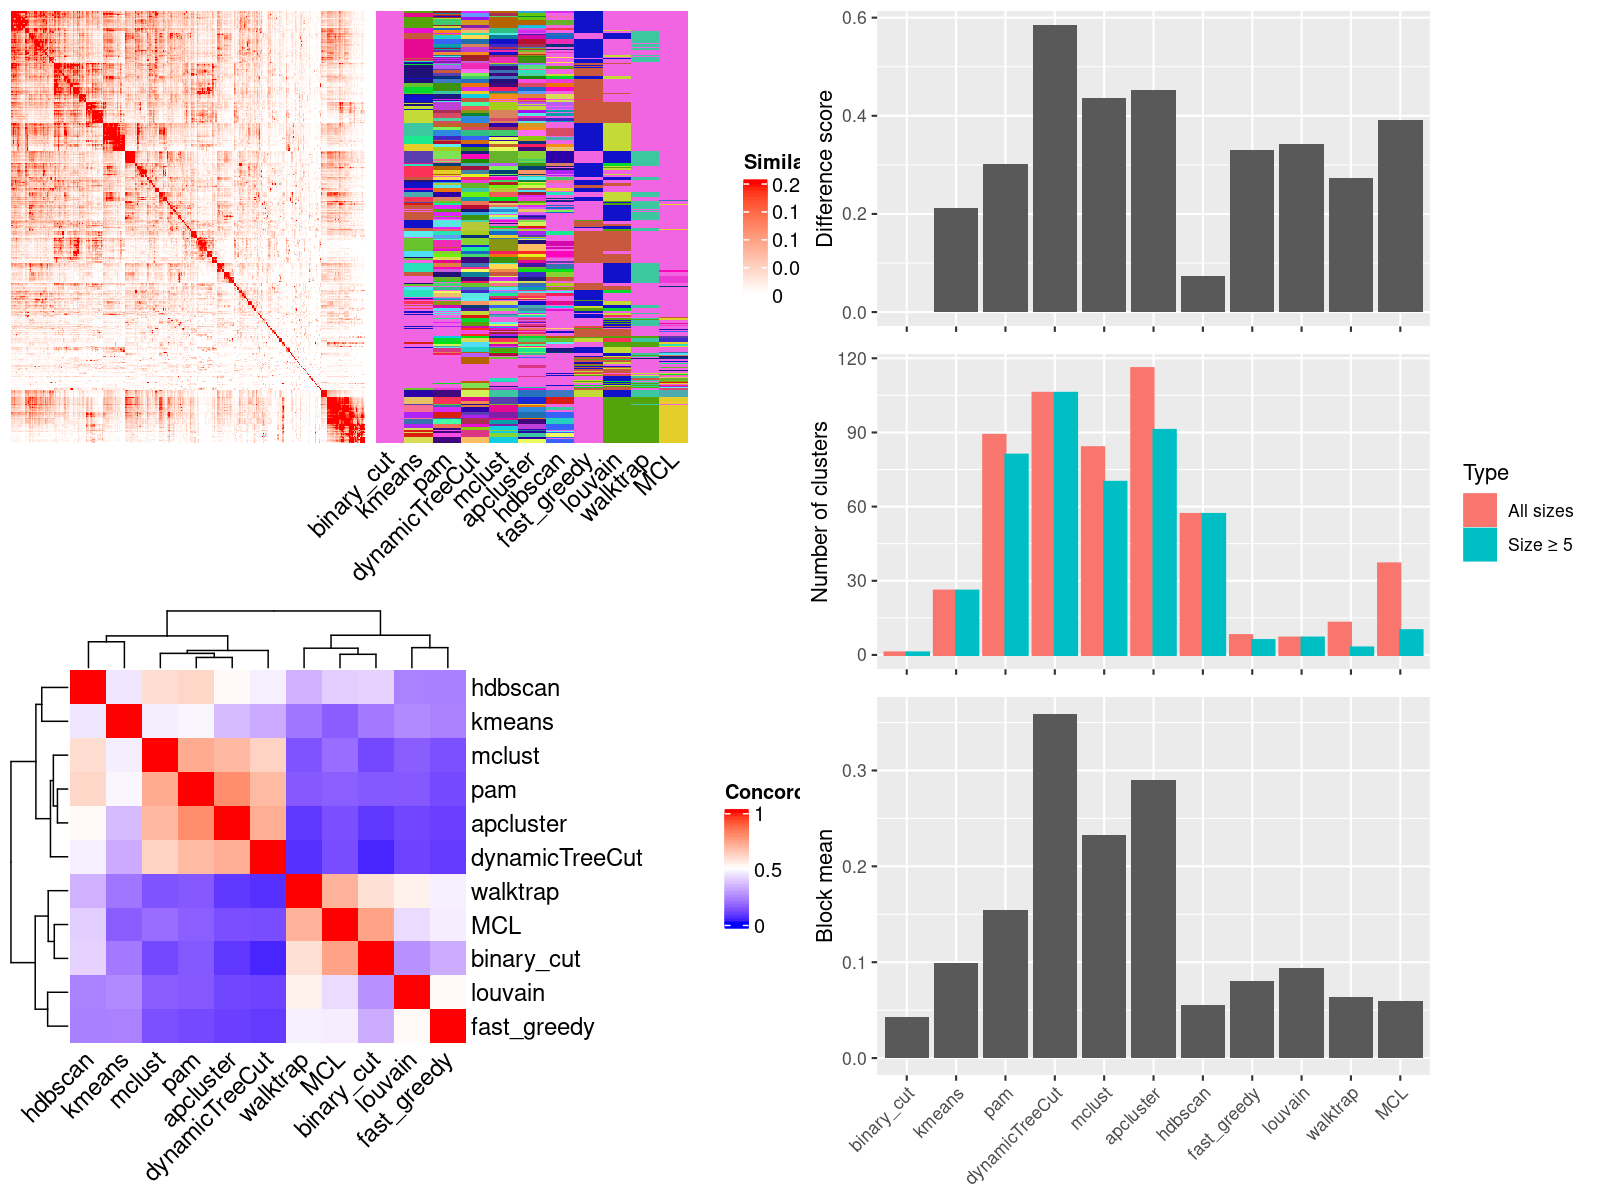 Simila
0.2
0.1
0.1
0.0
0
binary_cut
kmeans
pam
dynamicTreeCut
mclust
apcluster
hdbscan
fast_greedy
louvain
walktrap
MCL
hdbscan
kmeans
mclust
pam
apcluster
dynamicTreeCut
walktrap
MCL
binary_cut
louvain
fast_greedy
hdbscan
kmeans
mclust
pam
apcluster
dynamicTreeCut
walktrap
MCL
binary_cut
louvain
fast_greedy
Concord
1
0.5
0
Difference score
0.6
0.4
0.2
0.0
Number of clusters
120
90
60
30
0
Type
All sizes
Size ≥ 5
Block mean
0.3
0.2
0.1
0.0
binary_cut
kmeans
pam
dynamicTreeCut
mclust
apcluster
hdbscan
fast_greedy
louvain
walktrap
MCL